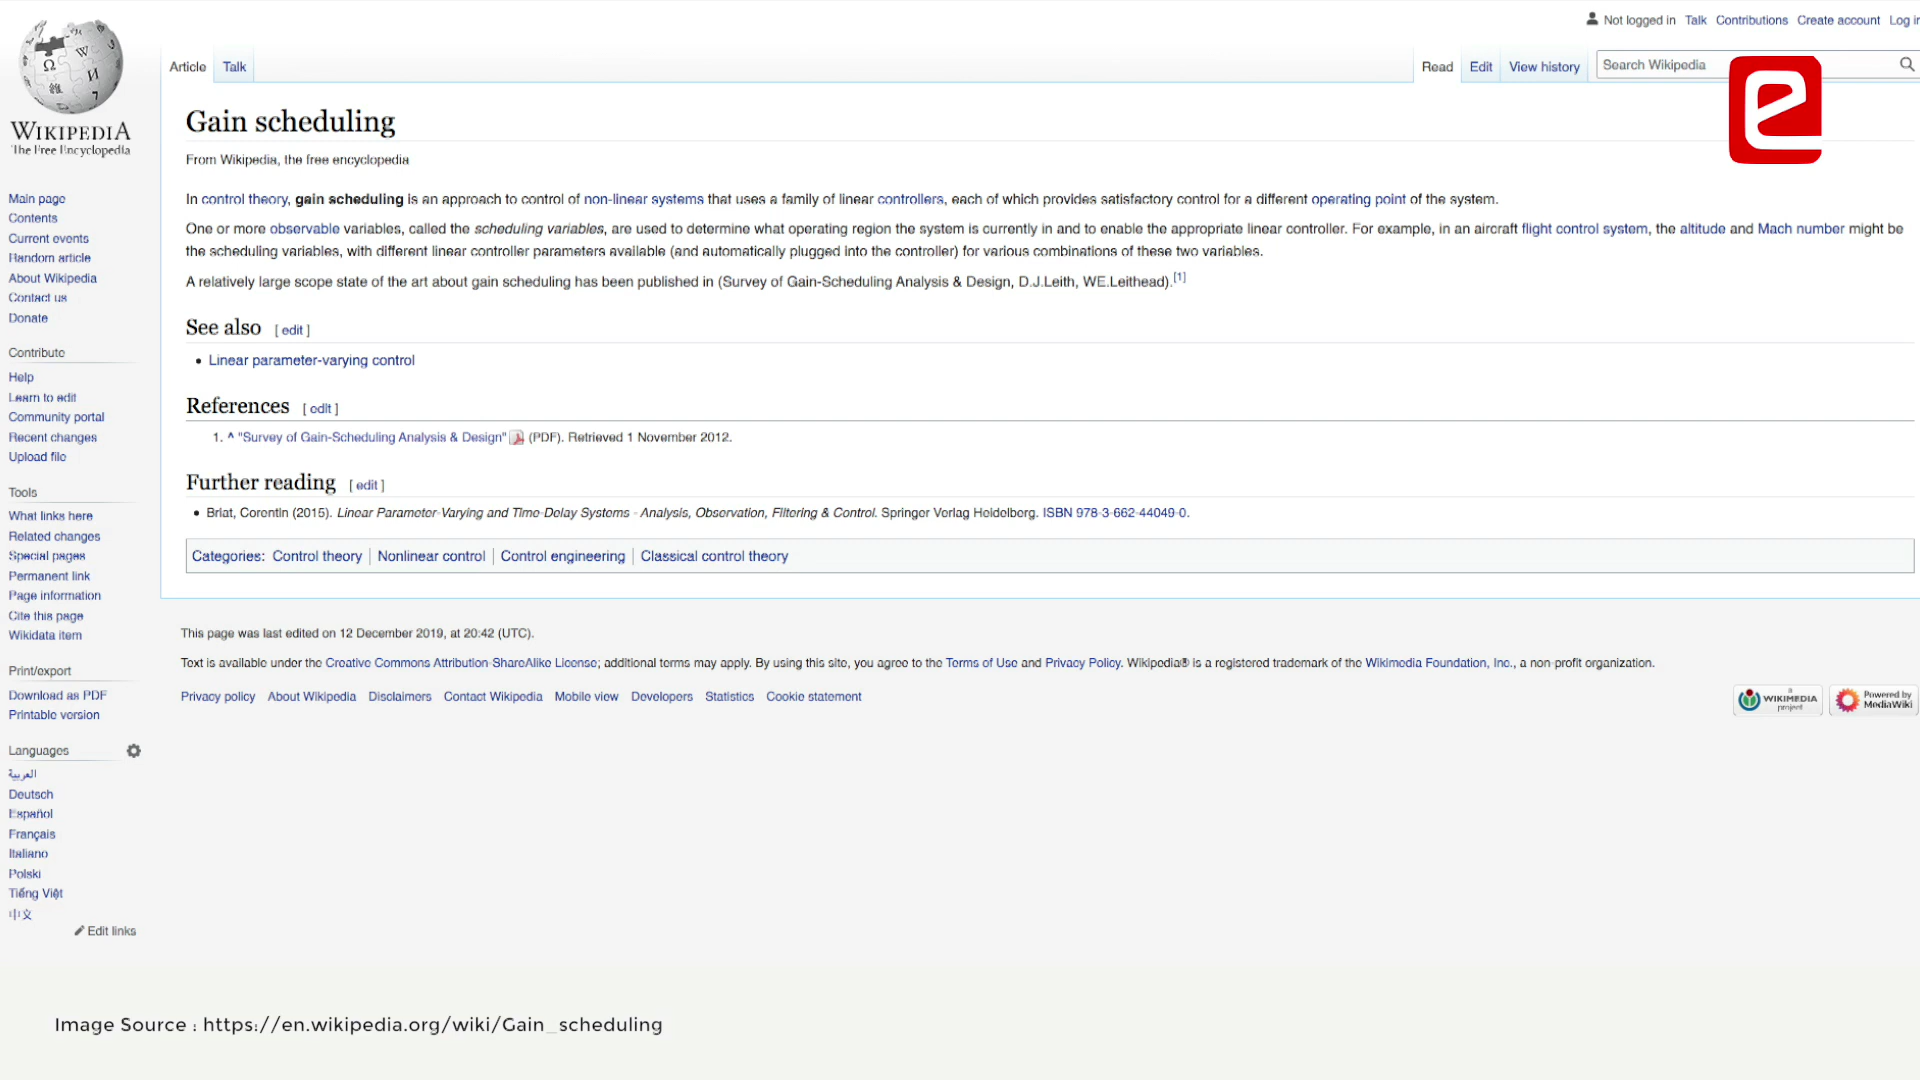 Not logged in Talk Contributions Create account Log in
Article Talk Read Edit View history Search Wikipedia
WIKIPEDIA
The Free Encyclopedia
Gain scheduling
From Wikipedia, the free encyclopedia
In control theory, gain scheduling is an approach to control of non-linear systems that uses a family of linear controllers, each of which provides satisfactory control for a different operating point of the system.
One or more observable variables, called the scheduling variables, are used to determine what operating region the system is currently in and to enable the appropriate linear controller. For example, in an aircraft flight control system, the altitude and Mach number might be
the scheduling variables, with different linear controller parameters available (and automatically plugged into the controller) for various combinations of these two variables.
A relatively large scope state of the art about gain scheduling has been published in (Survey of Gain-Scheduling Analysis & Design, D.J.Leith, WE.Leithead).[1]
See also [ edit ]
• Linear parameter-varying control
References [ edit ]
1. ^ "Survey of Gain-Scheduling Analysis & Design" (PDF). Retrieved 1 November 2012.
Further reading [ edit ]
• Briat, Corentin (2015). Linear Parameter-Varying and Time-Delay Systems - Analysis, Observation, Filtering & Control. Springer Verlag Heidelberg. ISBN 978-3-662-44049-0.
Categories: Control theory | Nonlinear control | Control engineering | Classical control theory
This page was last edited on 12 December 2019, at 20:42 (UTC).
Text is available under the Creative Commons Attribution-ShareAlike License; additional terms may apply. By using this site, you agree to the Terms of Use and Privacy Policy. Wikipedia® is a registered trademark of the Wikimedia Foundation, Inc., a non-profit organization.
Privacy policy About Wikipedia Disclaimers Contact Wikipedia Mobile view Developers Statistics Cookie statement
a
WIKIMEDIA
project
Powered by
MediaWiki
Main page
Contents
Current events
Random article
About Wikipedia
Contact us
Donate
Contribute
Help
Learn to edit
Community portal
Recent changes
Upload file
Tools
What links here
Related changes
Special pages
Permanent link
Page information
Cite this page
Wikidata item
Print/export
Download as PDF
Printable version
Languages
العربية
Deutsch
Español
Français
Italiano
Polski
Tiếng Việt
中文
Edit links
Image Source : https://en.wikipedia.org/wiki/Gain_scheduling